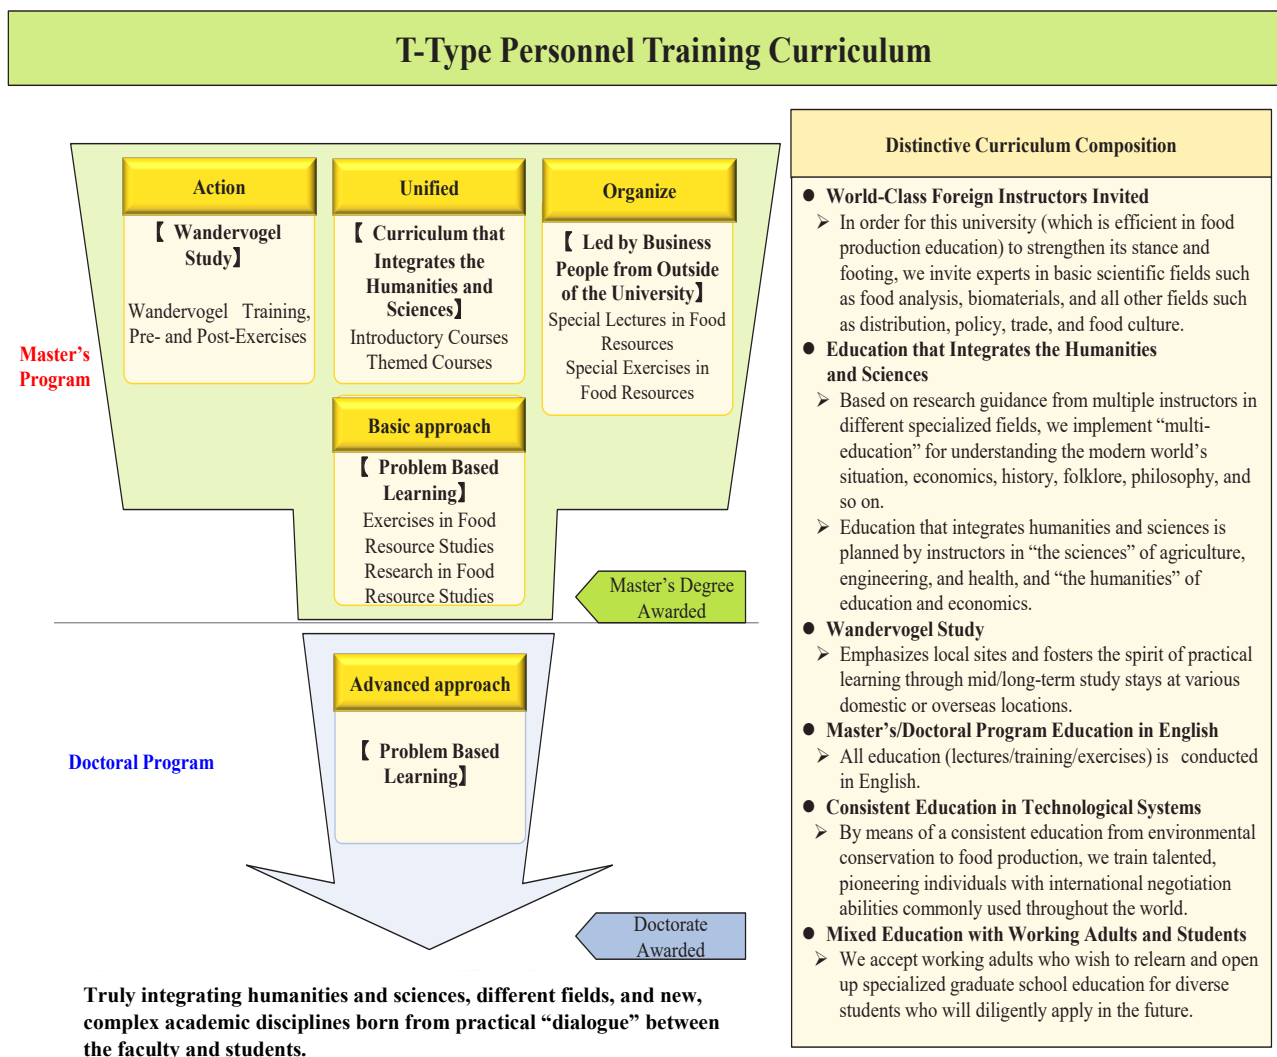 T-Type Personnel Training Curriculum
Action
【 Wandervogel
Study】
Wandervogel Training,
Pre- and Post-Exercises
Unified
【 Curriculum that
Integrates the
Humanities and
Sciences】
Introductory Courses
Themed Courses
Organize
【 Led by Business
People from Outside
of the University】
Special Lectures in Food
Resources
Special Exercises in
Food Resources
Master's
Program
Basic approach
【 Problem Based
Learning】
Exercises in Food
Resource Studies
Research in Food
Resource Studies
Master's Degree
Awarded
Advanced approach
【 Problem Based
Learning】
Doctoral Program
Doctorate
Awarded
Truly integrating humanities and sciences, different fields, and new,
complex academic disciplines born from practical “dialogue” between
the faculty and students.
Distinctive Curriculum Composition
● World-Class Foreign Instructors Invited
➢ In order for this university (which is efficient in food
production education) to strengthen its stance and
footing, we invite experts in basic scientific fields such
as food analysis, biomaterials, and all other fields such
as distribution, policy, trade, and food culture.
● Education that Integrates the Humanities
and Sciences
➢ Based on research guidance from multiple instructors in
different specialized fields, we implement “multi-
education” for understanding the modern world's
situation, economics, history, folklore, philosophy, and
so on.
➢ Education that integrates humanities and sciences is
planned by instructors in “the sciences” of agriculture,
engineering, and health, and “the humanities” of
education and economics.
● Wandervogel Study
➢ Emphasizes local sites and fosters the spirit of practical
learning through mid/long-term study stays at various
domestic or overseas locations.
● Master's/Doctoral Program Education in English
➢ All education (lectures/training/exercises) is conducted
in English.
● Consistent Education in Technological Systems
➢ By means of a consistent education from environmental
conservation to food production, we train talented,
pioneering individuals with international negotiation
abilities commonly used throughout the world.
● Mixed Education with Working Adults and Students
➢ We accept working adults who wish to relearn and open
up specialized graduate school education for diverse
students who will diligently apply in the future.